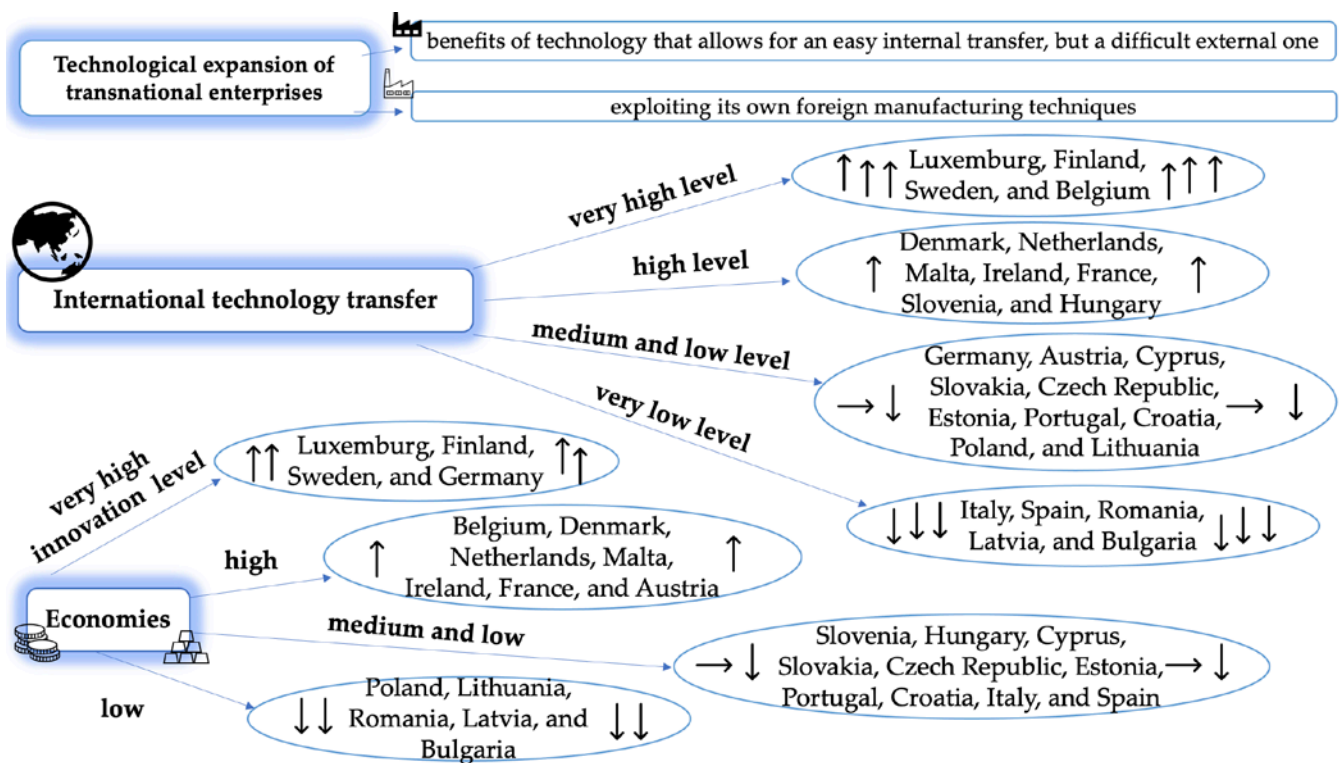 Technological expansion of
transnational enterprises
benefits of technology that allows for an easy internal transfer, but a difficult external one
exploiting its own foreign manufacturing techniques
International technology transfer
very high level
Luxemburg, Finland,
Sweden, and Belgium
high level
Denmark, Netherlands,
Malta, Ireland, France,
Slovenia, and Hungary
medium and low level
Germany, Austria, Cyprus,
Slovakia, Czech Republic,
Estonia, Portugal, Croatia,
Poland, and Lithuania
very low level
Italy, Spain, Romania,
Latvia, and Bulgaria
Economies
very high
innovation level
Luxemburg, Finland,
Sweden, and Germany
high
Belgium, Denmark,
Netherlands, Malta,
Ireland, France, and Austria
medium and low
Slovenia, Hungary, Cyprus,
Slovakia, Czech Republic, Estonia,
Portugal, Croatia, Italy, and Spain
low
Poland, Lithuania,
Romania, Latvia, and
Bulgaria